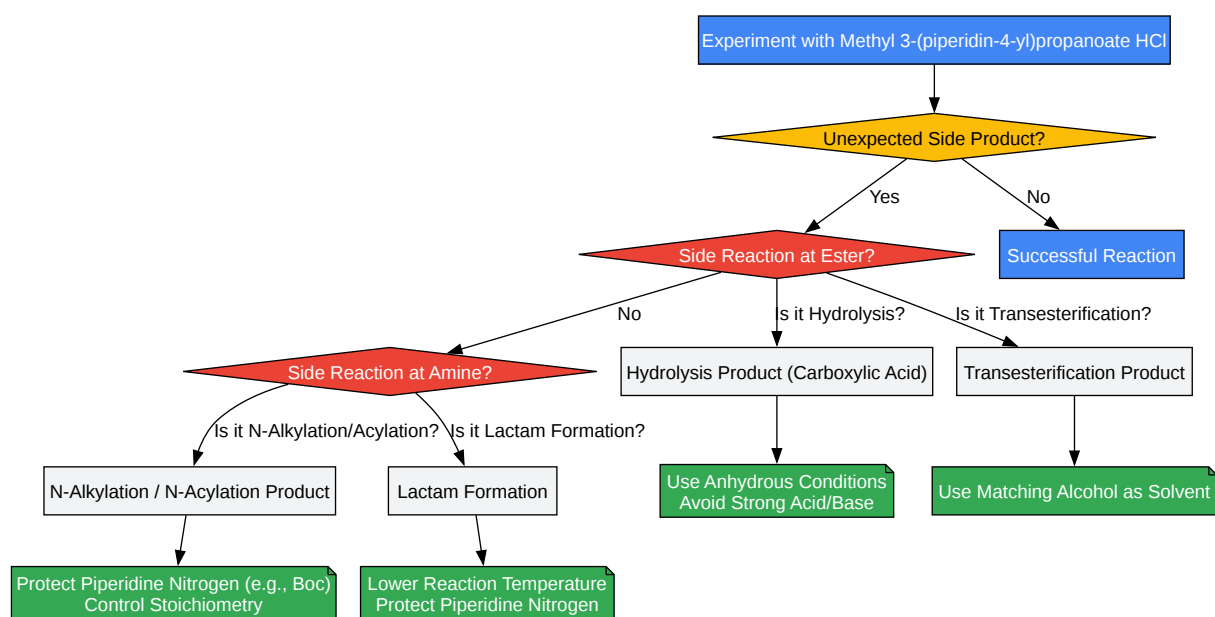 Experiment with Methyl 3-(piperidin-4-yl)propanoate HCl
Unexpected Side Product?
Yes
No
Side Reaction at Ester?
Successful Reaction
No
Is it Hydrolysis?
Is it Transesterification?
Side Reaction at Amine?
Hydrolysis Product (Carboxylic Acid)
Transesterification Product
Is it N-Alkylation/Acylation?
Is it Lactam Formation?
N-Alkylation / N-Acylation Product
Lactam Formation
Use Anhydrous Conditions
Avoid Strong Acid/Base
Use Matching Alcohol as Solvent
Protect Piperidine Nitrogen (e.g., Boc)
Control Stoichiometry
Lower Reaction Temperature
Protect Piperidine Nitrogen